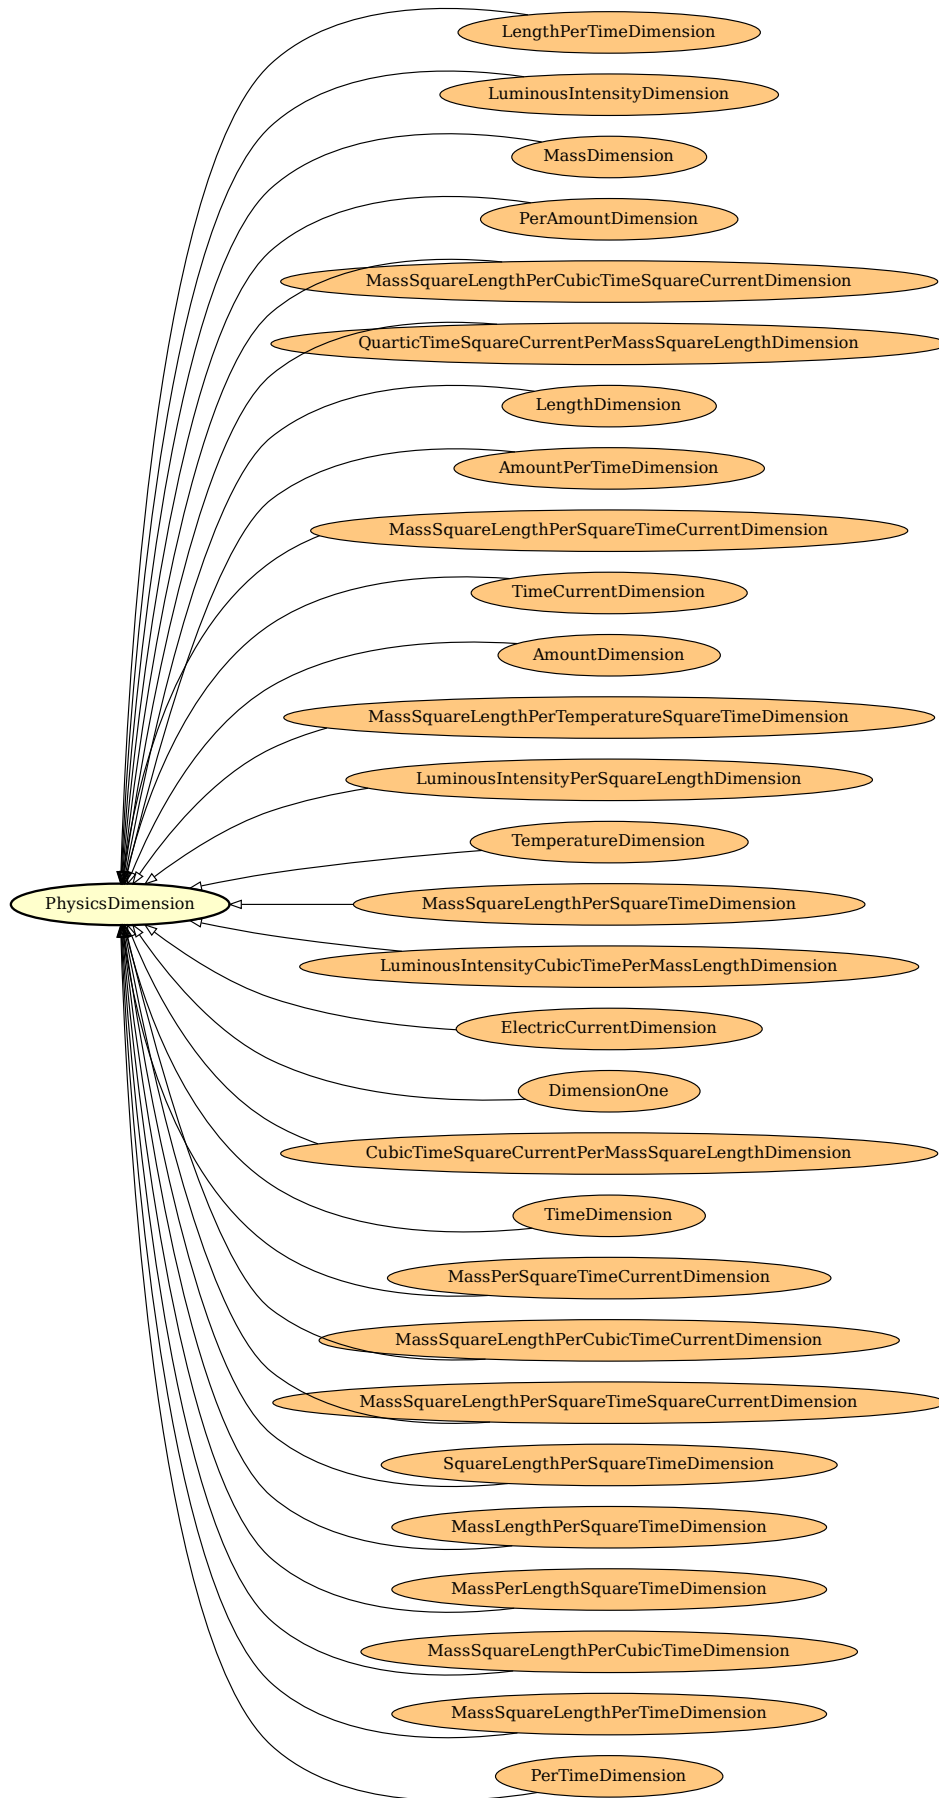 LengthPerTimeDimension
LuminousIntensityDimension
MassDimension
PerAmountDimension
MassSquareLengthPerCubicTimeSquareCurrentDimension
QuarticTimeSquareCurrentPerMassSquareLengthDimension
LengthDimension
AmountPerTimeDimension
MassSquareLengthPerSquareTimeCurrentDimension
TimeCurrentDimension
AmountDimension
MassSquareLengthPerTemperatureSquareTimeDimension
LuminousIntensityPerSquareLengthDimension
TemperatureDimension
PhysicsDimension
MassSquareLengthPerSquareTimeDimension
LuminousIntensityCubicTimePerMassLengthDimension
ElectricCurrentDimension
DimensionOne
CubicTimeSquareCurrentPerMassSquareLengthDimension
TimeDimension
MassPerSquareTimeCurrentDimension
MassSquareLengthPerCubicTimeCurrentDimension
MassSquareLengthPerSquareTimeSquareCurrentDimension
SquareLengthPerSquareTimeDimension
MassLengthPerSquareTimeDimension
MassPerLengthSquareTimeDimension
MassSquareLengthPerCubicTimeDimension
MassSquareLengthPerTimeDimension
PerTimeDimension